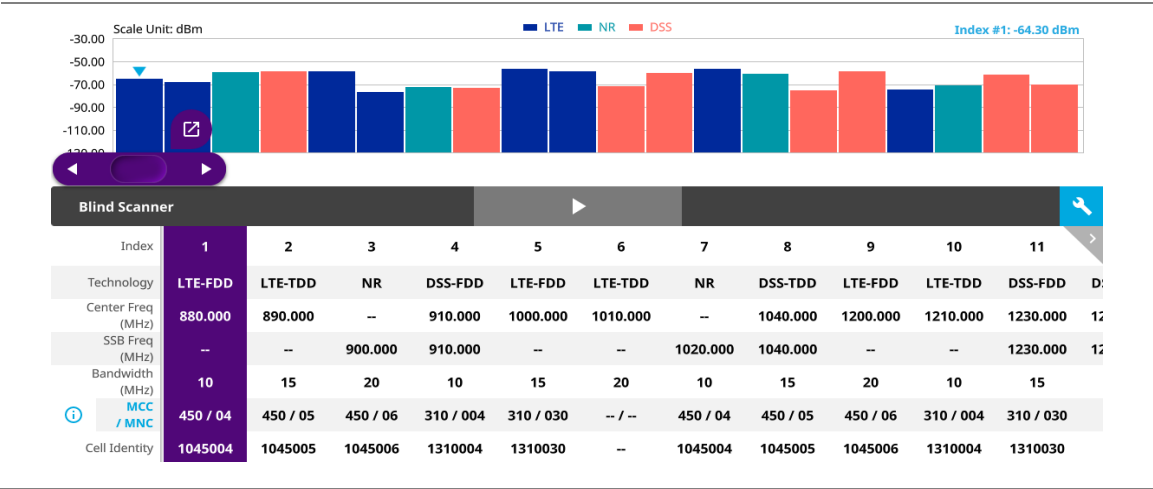 Scale Unit: dBm
LTE NR DSS
Index #1: -64.30 dBm
-30.00
-50.00
-70.00
-90.00
-110.00
Blind Scanner
Index 1 2 3 4 5 6 7 8 9 10 11
Technology LTE-FDD LTE-TDD NR DSS-FDD LTE-FDD LTE-TDD NR DSS-TDD LTE-FDD LTE-TDD DSS-FDD
Center Freq
(MHz) 880.000 890.000 -- 910.000 1000.000 1010.000 -- 1040.000 1200.000 1210.000 1230.000
SSB Freq
(MHz) -- -- 900.000 910.000 -- -- 1020.000 1040.000 -- -- 1230.000
Bandwidth
(MHz) 10 15 20 10 15 20 10 15 20 10 15
MCC
/ MNC 450 / 04 450 / 05 450 / 06 310 / 004 310 / 030 -- / -- 450 / 04 450 / 05 450 / 06 310 / 004 310 / 030
Cell Identity 1045004 1045005 1045006 1310004 1310030 -- 1045004 1045005 1045006 1310004 1310030